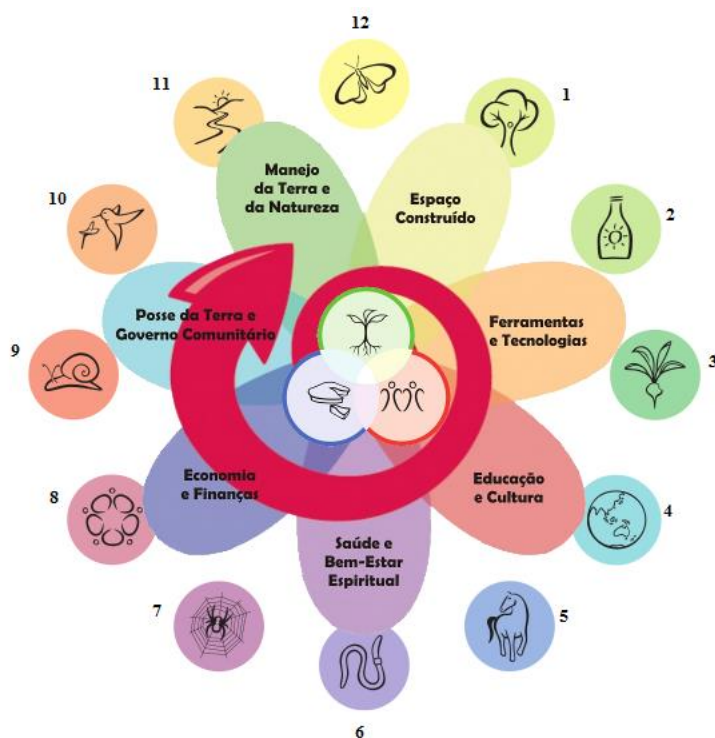 12
11
1
Manejo
da Terra e
da Natureza
Espaço
Construído
10
2
Posse da Terra e
Governo Comunitário
Ferramentas
e Tecnologias
9
3
Economia
e Finanças
Educação
e Cultura
8
4
Saúde e
Bem-Estar
Espiritual
7
5
6